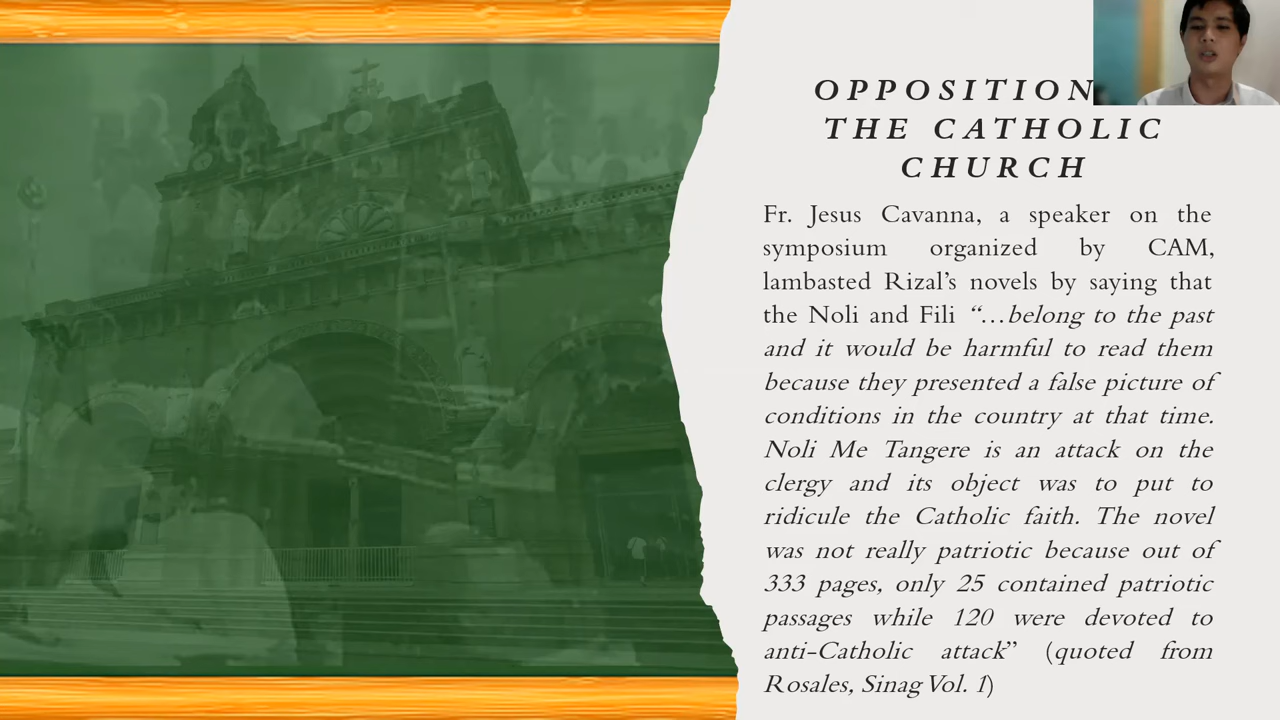 OPPOSITION
THE CATHOLIC
CHURCH
Fr. Jesus Cavanna, a speaker on the
symposium organized by CAM,
lambasted Rizal’s novels by saying that
the Noli and Fili “…belong to the past
and it would be harmful to read them
because they presented a false picture of
conditions in the country at that time.
Noli Me Tangere is an attack on the
clergy and its object was to put to
ridicule the Catholic faith. The novel
was not really patriotic because out of
333 pages, only 25 contained patriotic
passages while 120 were devoted to
anti-Catholic attack” (quoted from
Rosales, Sinag Vol. 1)